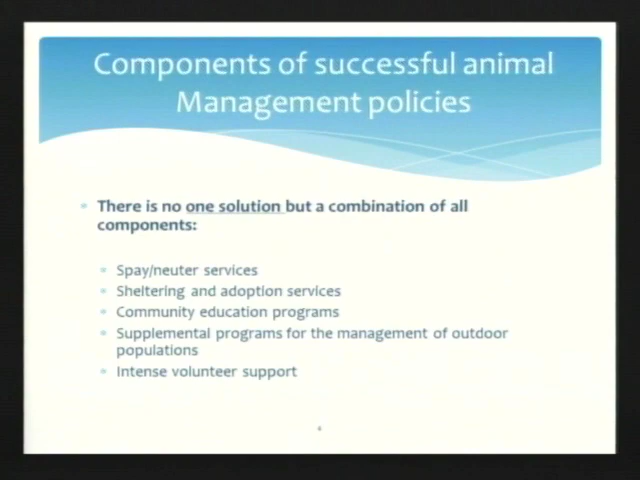 Components of successful animal
Management policies
There is no one solution but a combination of all
components:
Spay/neuter services
Sheltering and adoption services
Community education programs
Supplemental programs for the management of outdoor
populations
Intense volunteer support